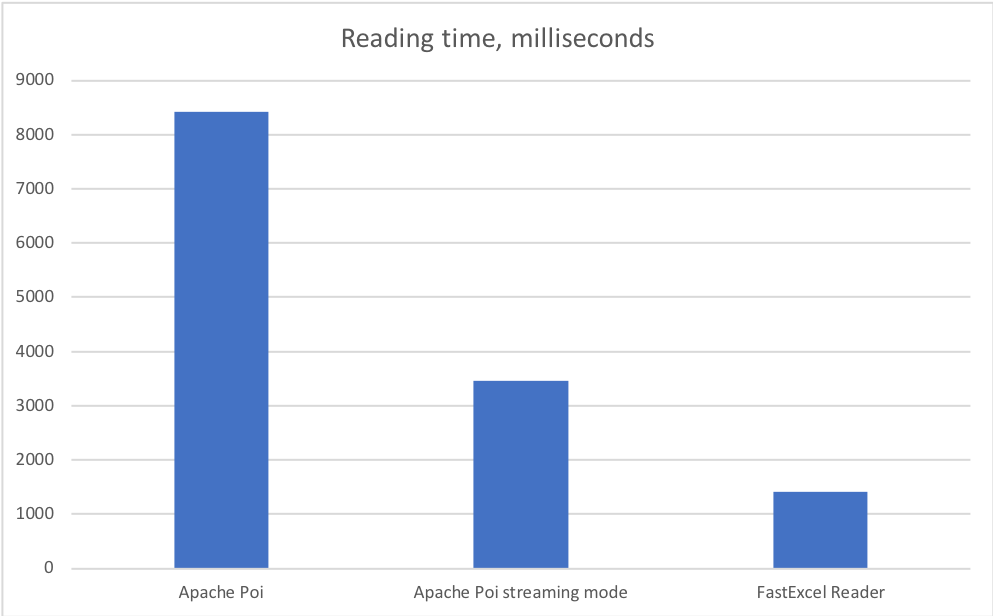 Reading time, milliseconds
9000
8000
7000
6000
5000
4000
3000
2000
1000
0
Apache Poi
Apache Poi streaming mode
FastExcel Reader